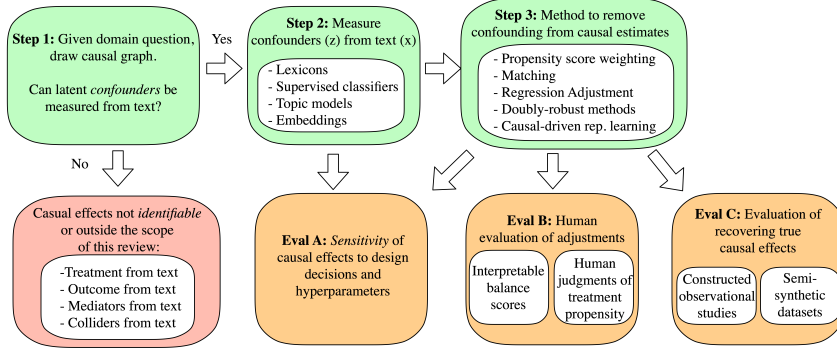 Step 1: Given domain question,
draw causal graph.
Can latent confounders be
measured from text?
Yes
No
Step 2: Measure
confounders (z) from text (x)
- Lexicons
- Supervised classifiers
- Topic models
- Embeddings
Step 3: Method to remove
confounding from causal estimates
- Propensity score weighting
- Matching
- Regression Adjustment
- Doubly-robust methods
- Causal-driven rep. learning
Casual effects not identifiable
or outside the scope
of this review:
-Treatment from text
- Outcome from text
- Mediators from text
- Colliders from text
Eval A: Sensitivity of
causal effects to design
decisions and
hyperparameters
Eval B: Human
evaluation of adjustments
Interpretable
balance
scores
Human
judgments of
treatment
propensity
Eval C: Evaluation of
recovering true
causal effects
Constructed
observational
studies
Semi-
synthetic
datasets